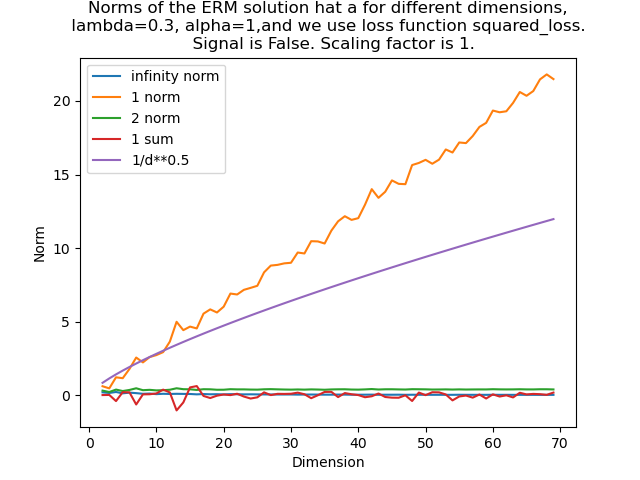 Norms of the ERM solution hat a for different dimensions,
lambda=0.3, alpha=1,and we use loss function squared_loss.
Signal is False. Scaling factor is 1.
infinity norm
1 norm
2 norm
1 sum
1/d**0.5
20
15
10
5
0
Norm
0 10 20 30 40 50 60 70
Dimension